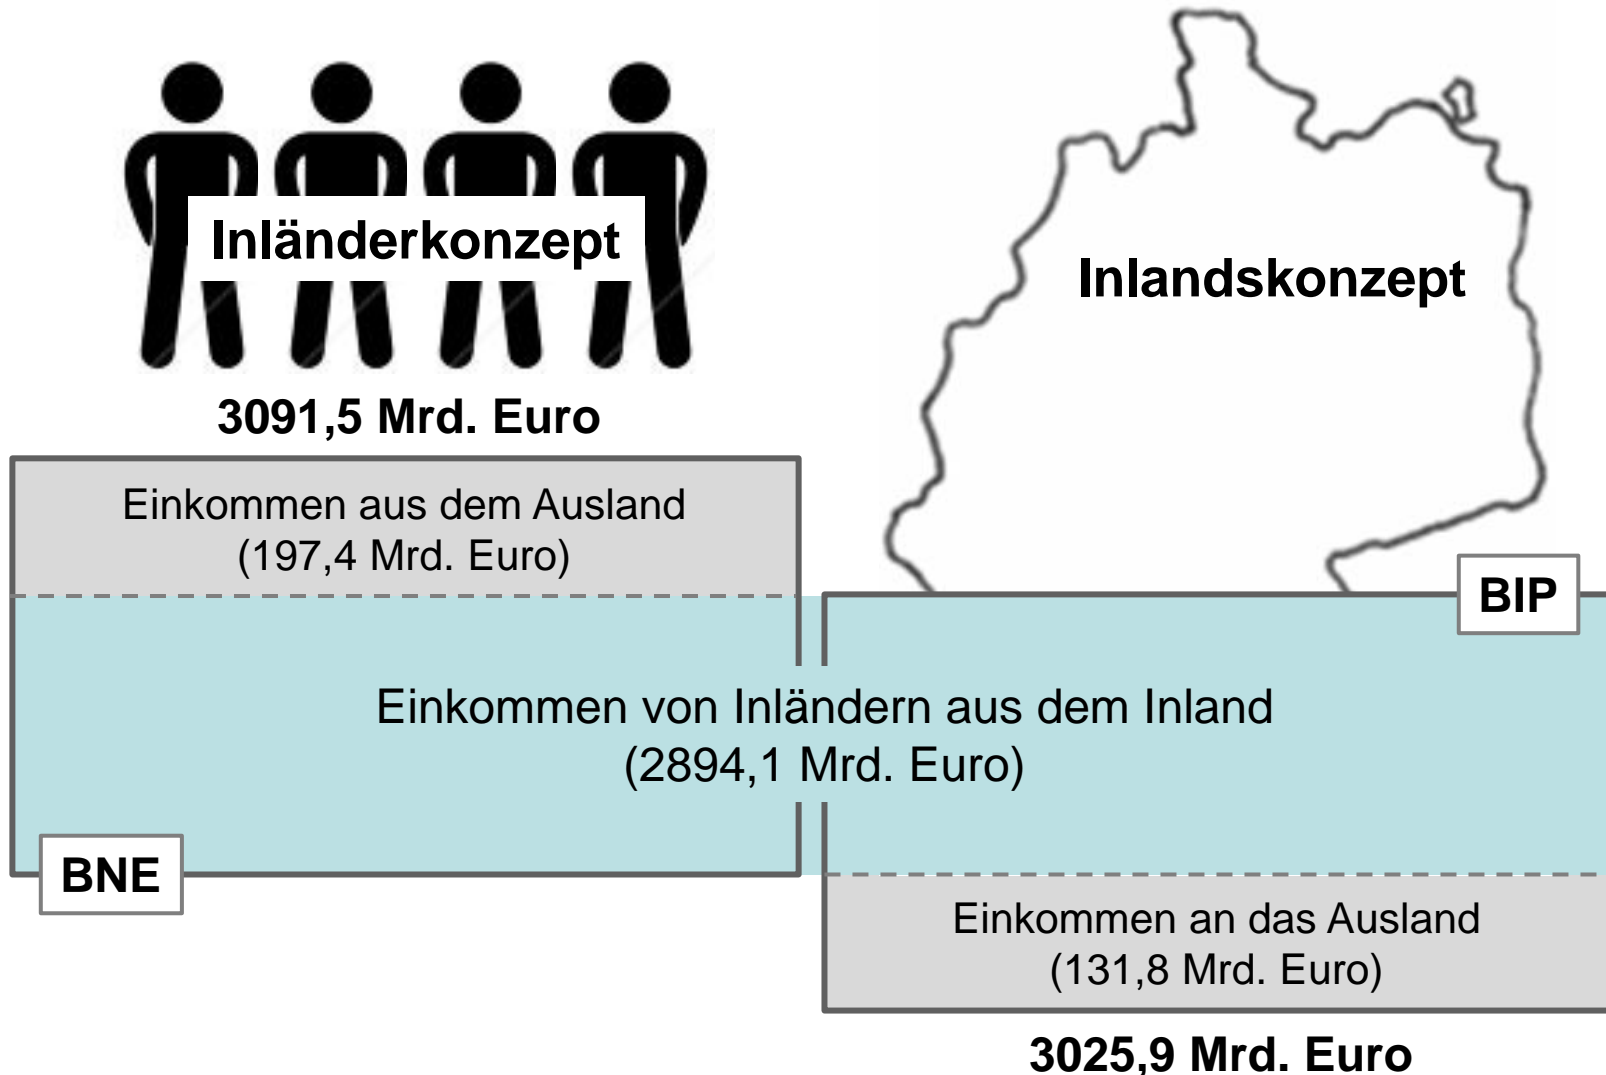 Inländerkonzept
3091,5 Mrd. Euro
Einkommen aus dem Ausland
(197,4 Mrd. Euro)
Inlandskonzept
BIP
Einkommen von Inländern aus dem Inland
(2894,1 Mrd. Euro)
BNE
Einkommen an das Ausland
(131,8 Mrd. Euro)
3025,9 Mrd. Euro